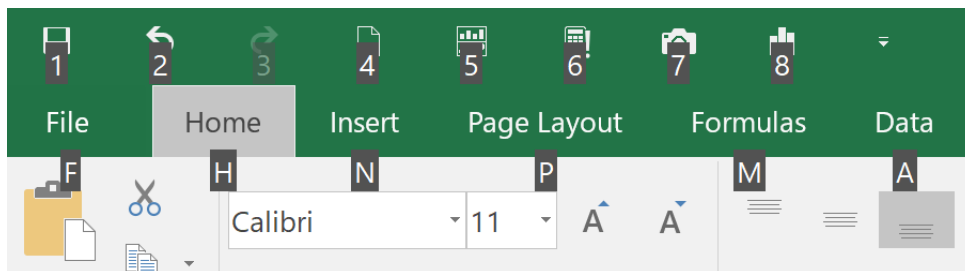 1 2 3 4 5 6 7 8
File Home Insert Page Layout Formulas Data
F H N P M A
Calibri 11 A A